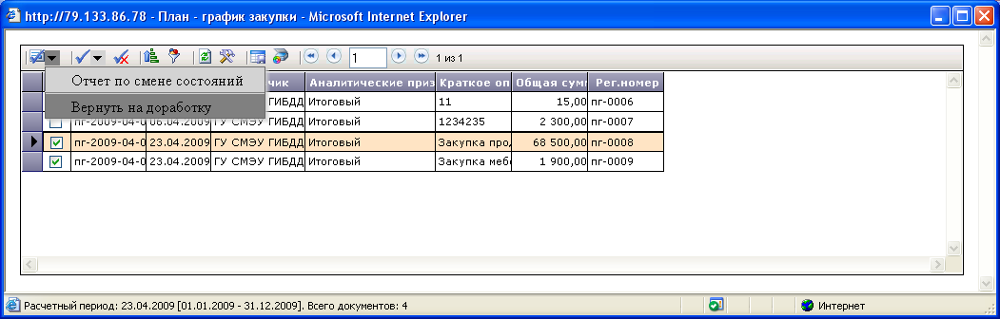 http://79.133.86.78 - План - график закупки - Microsoft Internet Explorer
1
1 из 1
Отчет по смене состояний
Вернуть на доработку
чик Аналитические приз Краткое оп Общая сум Рег.номер
ГИБДД Итоговый 11 15,00 пг-0006
пг-2009-04-0 06.04.2009 ГУ СМЭУ ГИБДД Итоговый 1234235 2 300,00 пг-0007
пг-2009-04-0 23.04.2009 ГУ СМЭУ ГИБДД Итоговый Закупка прод 68 500,00 пг-0008
пг-2009-04-0 23.04.2009 ГУ СМЭУ ГИБДД Итоговый Закупка мебе 1 900,00 пг-0009
Расчетный период: 23.04.2009 [01.01.2009 - 31.12.2009]. Всего документов: 4
Интернет